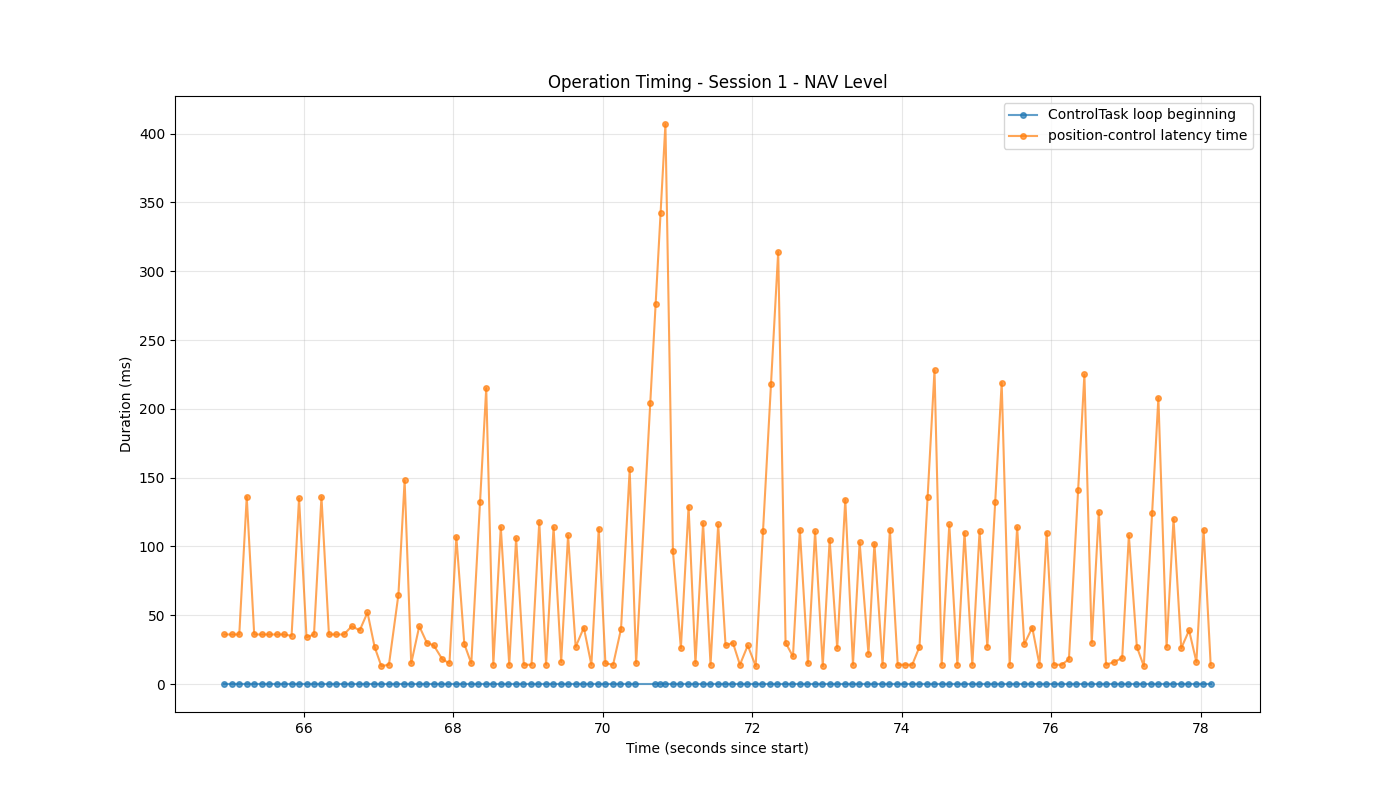 Operation Timing - Session 1 - NAV Level
ControlTask loop beginning
position-control latency time
400
350
300
250
200
150
100
50
0
Duration (ms)
66 68 70 72 74 76 78
Time (seconds since start)